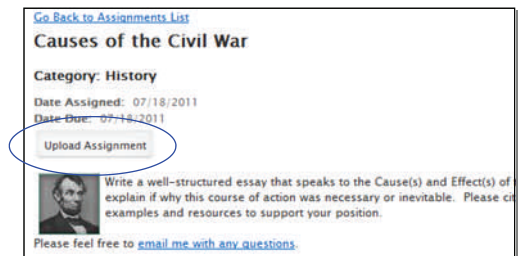 Go Back to Assignments List
Causes of the Civil War
Category: History
Date Assigned: 07/18/2011
Date Due: 07/18/2011
Upload Assignment
Write a well-structured essay that speaks to the Cause(s) and Effect(s) of
explain if why this course of action was necessary or inevitable. Please cit
examples and resources to support your position.
Please feel free to email me with any questions.